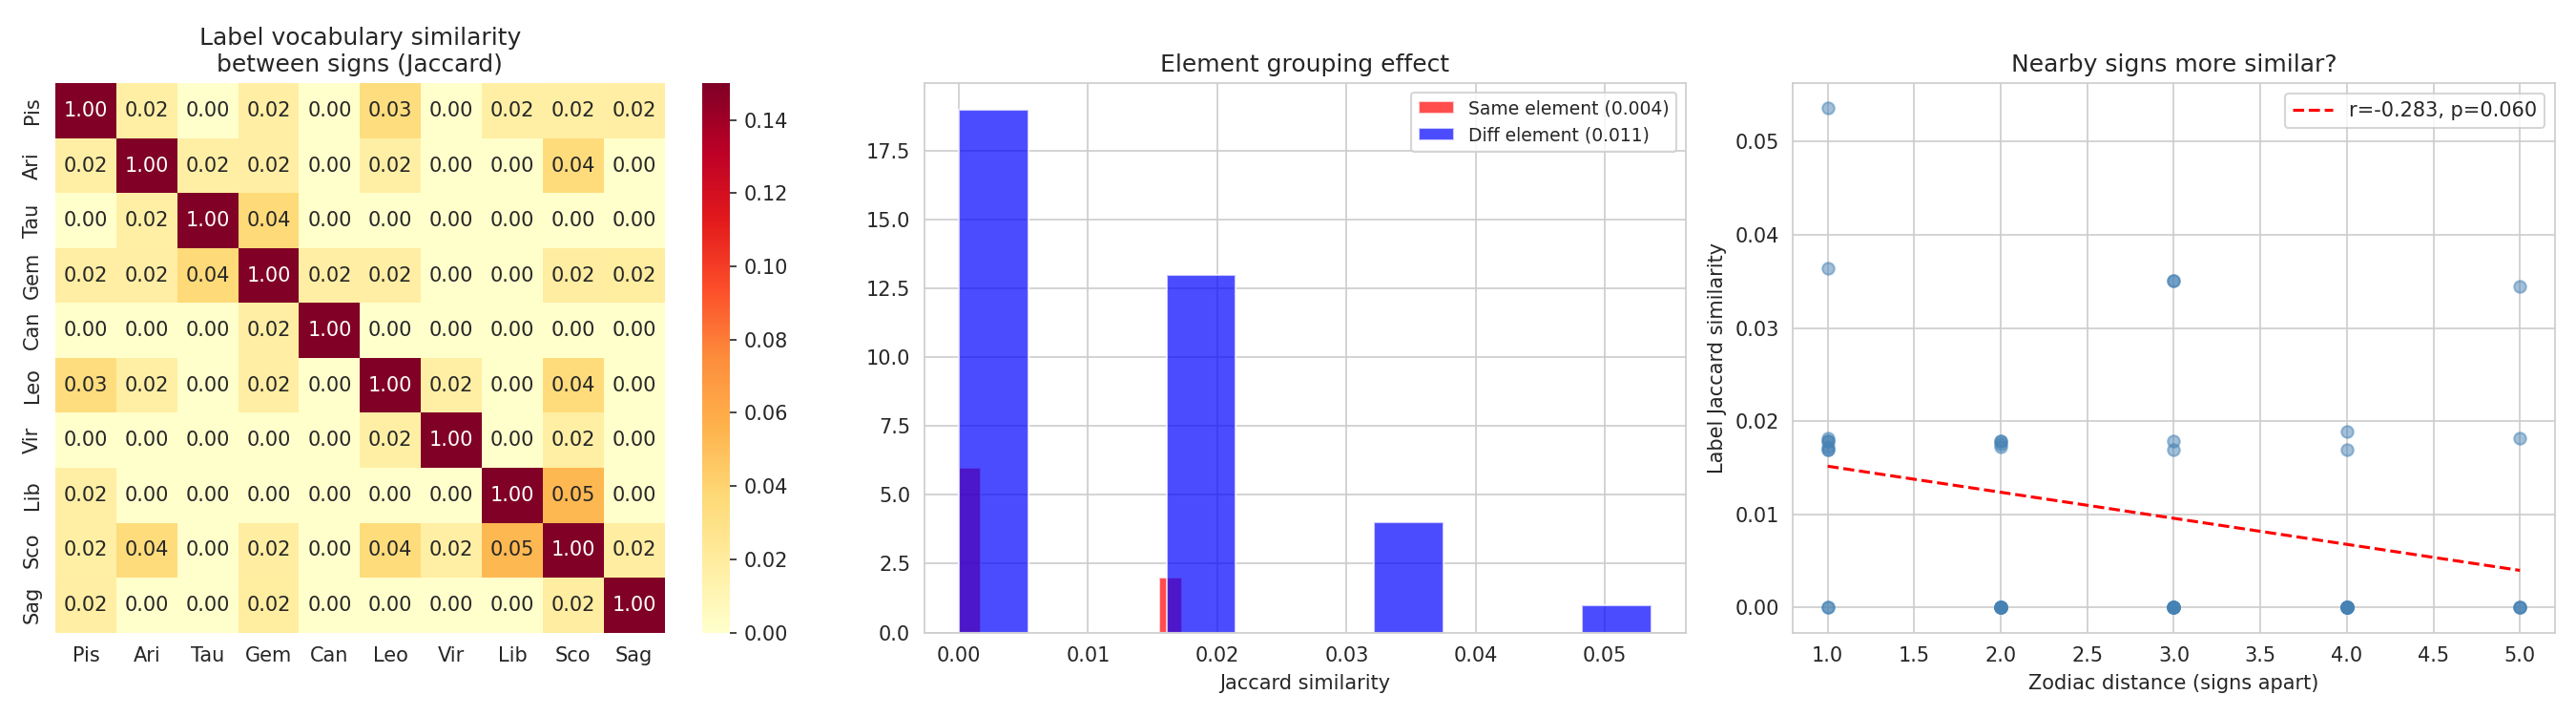 Label vocabulary similarity
between signs (Jaccard)
Pis 1.00 0.02 0.00 0.02 0.00 0.03 0.00 0.02 0.02 0.02
Ari 0.02 1.00 0.02 0.02 0.00 0.02 0.00 0.00 0.04 0.00
Tau 0.00 0.02 1.00 0.04 0.00 0.00 0.00 0.00 0.00 0.00
Gem 0.02 0.02 0.04 1.00 0.02 0.02 0.00 0.00 0.02 0.02
Can 0.00 0.00 0.00 0.02 1.00 0.00 0.00 0.00 0.00 0.00
Leo 0.03 0.02 0.00 0.02 0.00 1.00 0.02 0.00 0.04 0.00
Vir 0.00 0.00 0.00 0.00 0.00 0.02 1.00 0.00 0.02 0.00
Lib 0.02 0.00 0.00 0.00 0.00 0.00 0.00 1.00 0.05 0.00
Sco 0.02 0.04 0.00 0.02 0.00 0.04 0.02 0.05 1.00 0.02
Sag 0.02 0.00 0.00 0.02 0.00 0.00 0.00 0.00 0.02 1.00
Pis Ari Tau Gem Can Leo Vir Lib Sco Sag
0.14
0.12
0.10
0.08
0.06
0.04
0.02
0.00
Element grouping effect
Same element (0.004)
Diff element (0.011)
17.5
15.0
12.5
10.0
7.5
5.0
2.5
0.0
0.00 0.01 0.02 0.03 0.04 0.05
Jaccard similarity
Nearby signs more similar?
r=-0.283, p=0.060
Label Jaccard similarity
0.05
0.04
0.03
0.02
0.01
0.00
1.0 1.5 2.0 2.5 3.0 3.5 4.0 4.5 5.0
Zodiac distance (signs apart)